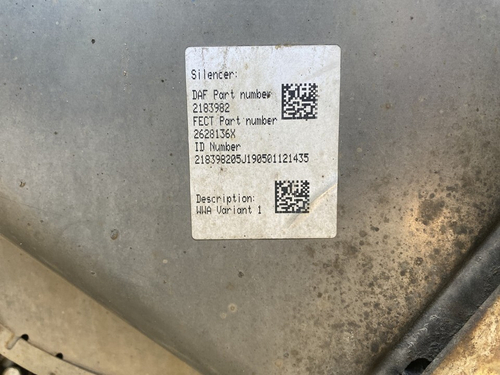 Silencer:
DAF Part number
2183982
FECT Part number
2628136X
ID Number
218398205J190501121435
Description:
WWA Variant 1